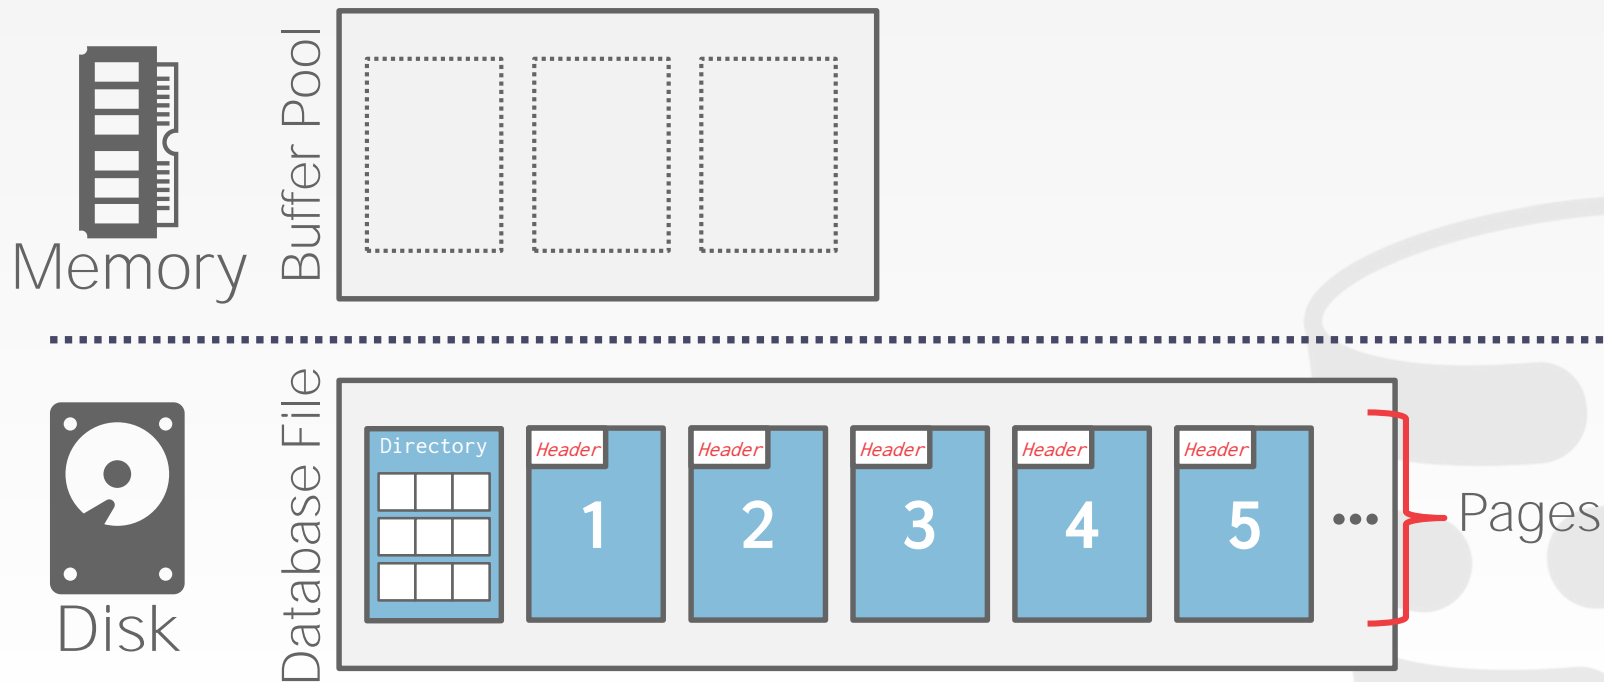 Memory
Buffer Pool
Disk
Database File
Directory
Header
1
Header
2
Header
3
Header
4
Header
5
•••
Pages